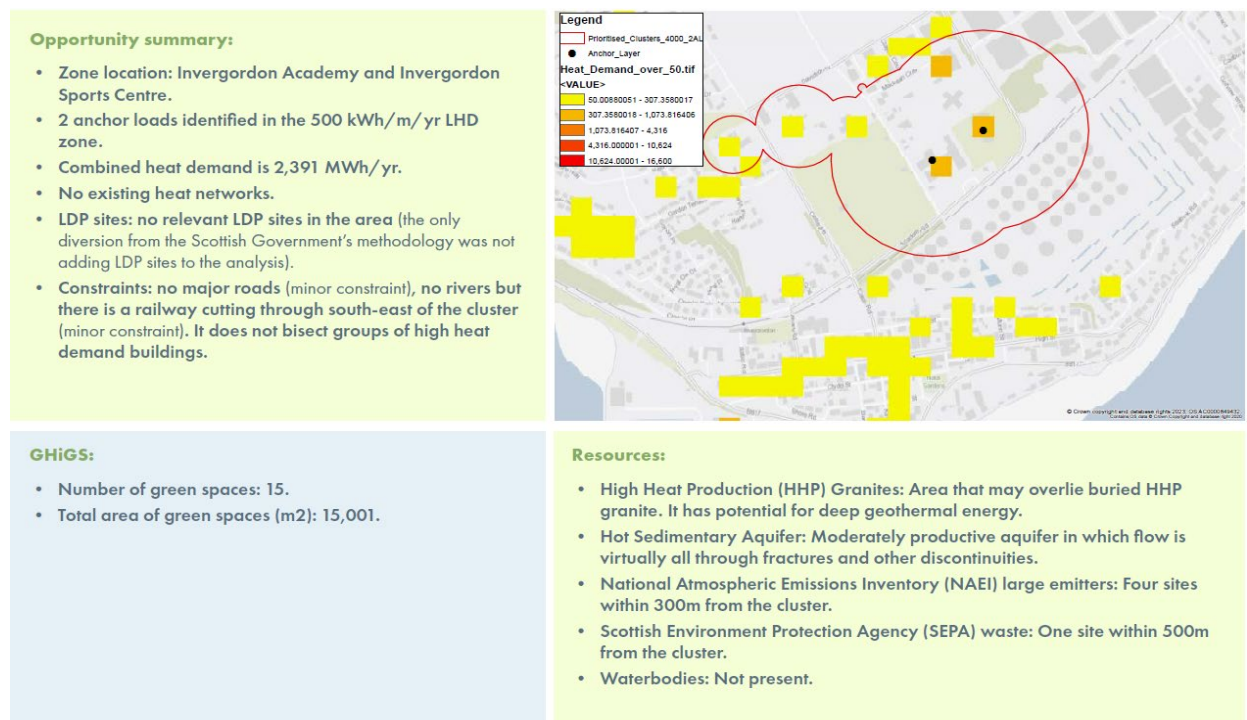 Opportunity summary:
• Zone location: Invergordon Academy and Invergordon
Sports Centre.
• 2 anchor loads identified in the 500 kWh/m/yr LHD
zone.
• Combined heat demand is 2,391 MWh/yr.
• No existing heat networks.
• LDP sites: no relevant LDP sites in the area (the only
diversion from the Scottish Government's methodology was not
adding LDP sites to the analysis).
• Constraints: no major roads (minor constraint), no rivers but
there is a railway cutting through south-east of the cluster
(minor constraint). It does not bisect groups of high heat
demand buildings.
Legend
Prioritised_Clusters_4000_2AL
Anchor_Layer
Heat_Demand_over_50.tif
<VALUE>
50.00880051 - 307.3580017
307.3580018 - 1,073.816406
1,073.816407 - 4,316
4,316.000001 - 10,624
10,624.00001 - 16,600
GHiGS:
• Number of green spaces: 15.
• Total area of green spaces (m2): 15,001.
Resources:
• High Heat Production (HHP) Granites: Area that may overlie buried HHP
granite. It has potential for deep geothermal energy.
• Hot Sedimentary Aquifer: Moderately productive aquifer in which flow is
virtually all through fractures and other discontinuities.
• National Atmospheric Emissions Inventory (NAEI) large emitters: Four sites
within 300m from the cluster.
• Scottish Environment Protection Agency (SEPA) waste: One site within 500m
from the cluster.
• Waterbodies: Not present.